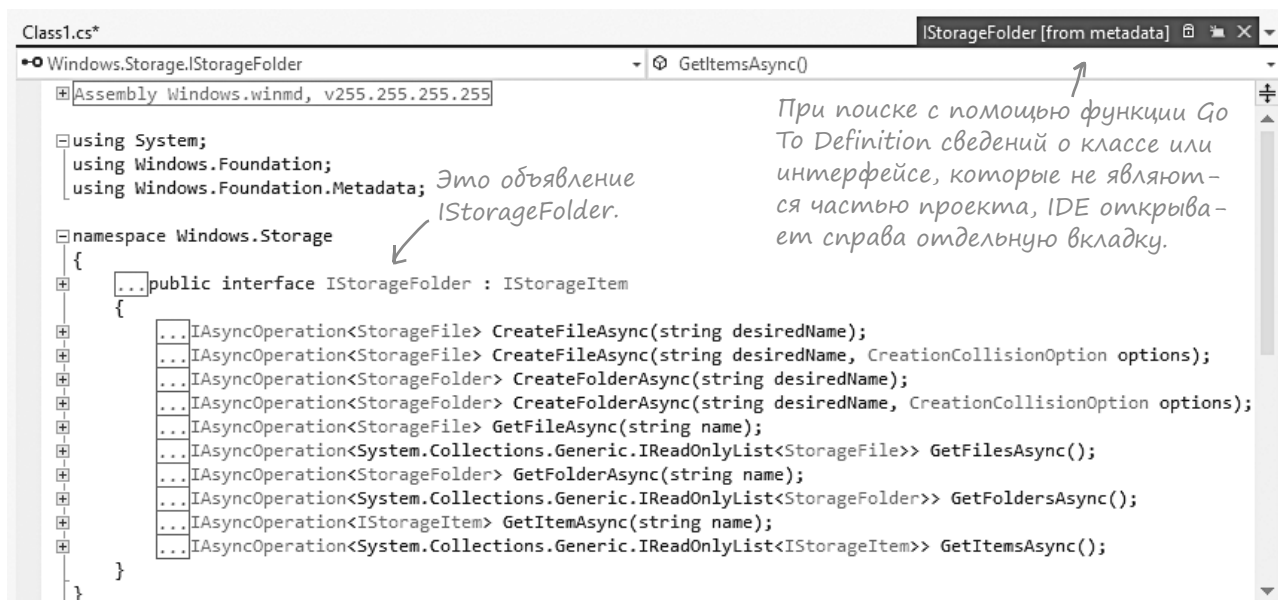 Class1.cs*
IStorageFolder [from metadata]
Windows.Storage.IStorageFolder
GetItemsAsync()
Assembly Windows.winmd, v255.255.255.255
using System;
using Windows.Foundation;
using Windows.Foundation.Metadata;
Это объявление
IStorageFolder.
При поиске с помощью функции Go
To Definition сведений о классе или
интерфейсе, которые не являют-
ся частью проекта, IDE открыва-
ет справа отдельную вкладку.
namespace Windows.Storage
{
...public interface IStorageFolder : IStorageItem
{
...IAsyncOperation<StorageFile> CreateFileAsync(string desiredName);
...IAsyncOperation<StorageFile> CreateFileAsync(string desiredName, CreationCollisionOption options);
...IAsyncOperation<StorageFolder> CreateFolderAsync(string desiredName);
...IAsyncOperation<StorageFolder> CreateFolderAsync(string desiredName, CreationCollisionOption options);
...IAsyncOperation<StorageFile> GetFileAsync(string name);
...IAsyncOperation<System.Collections.Generic.IReadOnlyList<StorageFile>> GetFilesAsync();
...IAsyncOperation<StorageFolder> GetFolderAsync(string name);
...IAsyncOperation<System.Collections.Generic.IReadOnlyList<StorageFolder>> GetFoldersAsync();
...IAsyncOperation<IStorageItem> GetItemAsync(string name);
...IAsyncOperation<System.Collections.Generic.IReadOnlyList<IStorageItem>> GetItemsAsync();
}
}